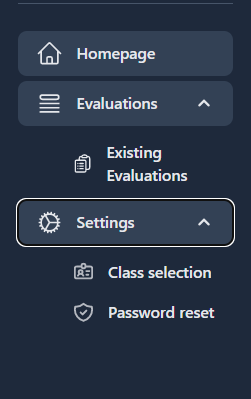 Homepage
Evaluations
Existing
Evaluations
Settings
Class selection
Password reset